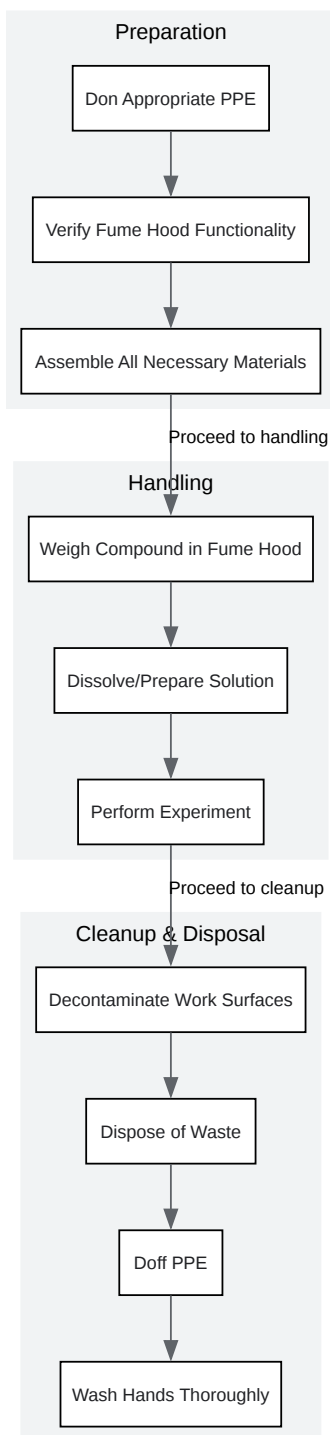 Preparation
Don Appropriate PPE
Verify Fume Hood Functionality
Assemble All Necessary Materials
Proceed to handling
Handling
Weigh Compound in Fume Hood
Dissolve/Prepare Solution
Perform Experiment
Proceed to cleanup
Cleanup & Disposal
Decontaminate Work Surfaces
Dispose of Waste
Doff PPE
Wash Hands Thoroughly